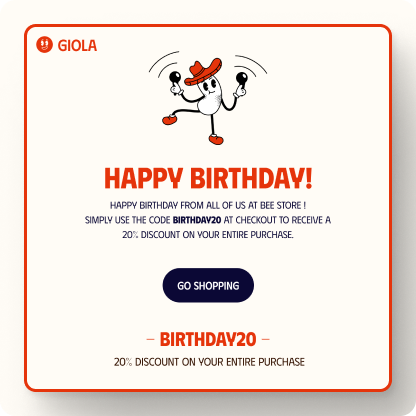 GIOLA
HAPPY BIRTHDAY!
HAPPY BIRTHDAY FROM ALL OF US AT BEE STORE !
SIMPLY USE THE CODE BIRTHDAY20 AT CHECKOUT TO RECEIVE A
20% DISCOUNT ON YOUR ENTIRE PURCHASE.
GO SHOPPING
– BIRTHDAY20 –
20% DISCOUNT ON YOUR ENTIRE PURCHASE